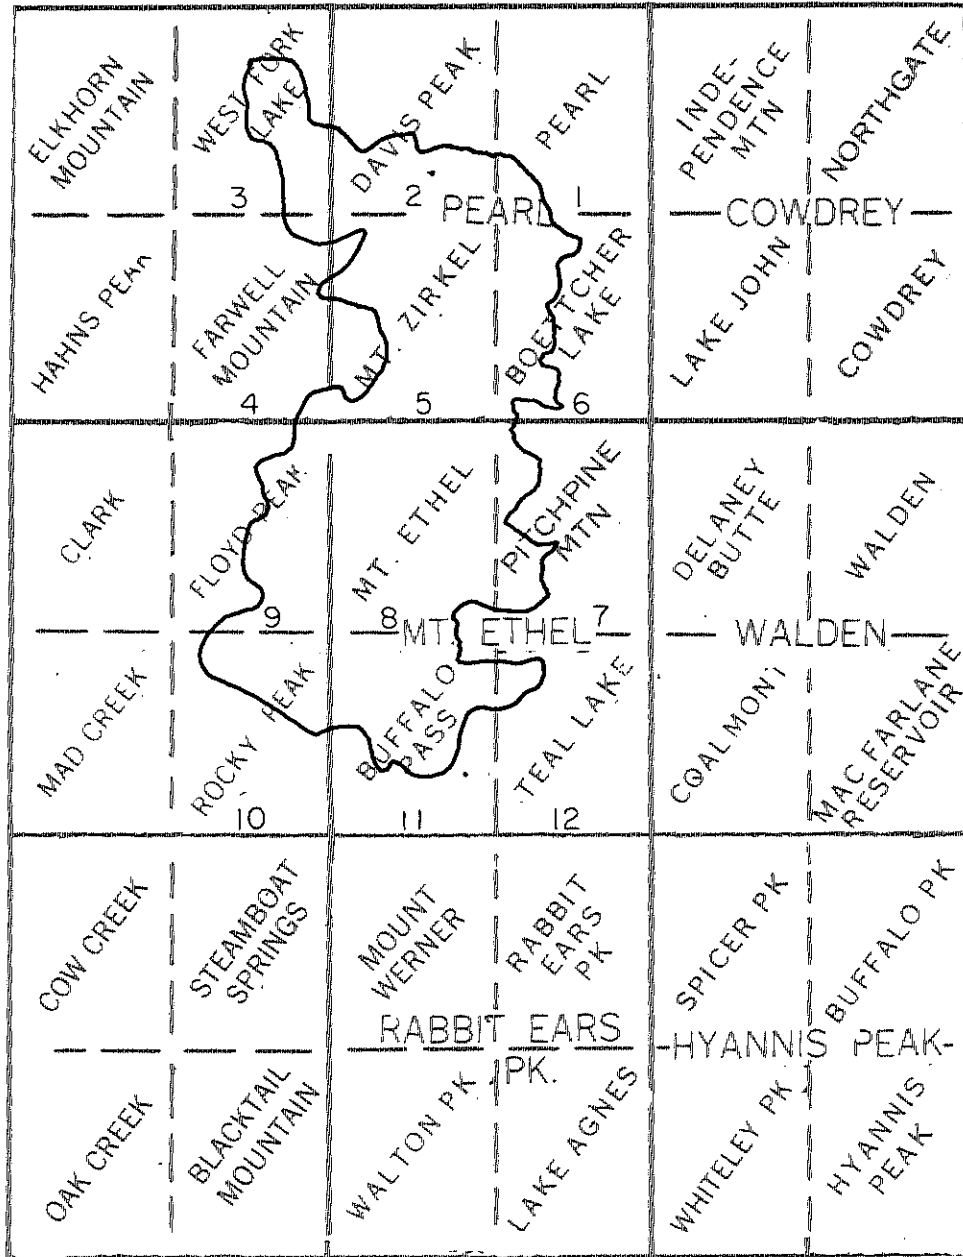 ELKHORN
MOUNTAIN
WEST FORK
LAKE
DAVIS PEAK
PEARL
INDE-
PENDENCE
MTN
NORTHGATE
3
2
1
PEARL
COWDREY
HAHNS PEAK
FARWELL
MOUNTAIN
MT. ZIRKEL
BOETTCHER
LAKE
LAKE JOHN
COWDREY
4
5
6
CLARK
FLOYD PEAK
MT. ETHEL
PITCHPINE
MTN
DELANEY
BUTTE
WALDEN
9
8
7
MT. ETHEL
WALDEN
MAD CREEK
ROCKY PEAK
BUFFALO
PASS
TEAL LAKE
COALMONT
MAC FARLANE
RESERVOIR
10
11
12
COW CREEK
STEAMBOAT
SPRINGS
MOUNT
WERNER
RABBIT
EARS
PK
SPICER PK
BUFFALO PK
RABBIT EARS
PK.
HYANNIS PEAK
OAK CREEK
BLACKTAIL
MOUNTAIN
WALTON PK
LAKE AGNES
WHITELEY PK
HYANNIS
PEAK